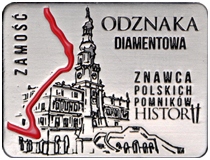 ZAMOŚĆ
ODZNAKA
DIAMENTOWA
ZNAWCA
POLSKICH
POMNIKÓW
HISTORII